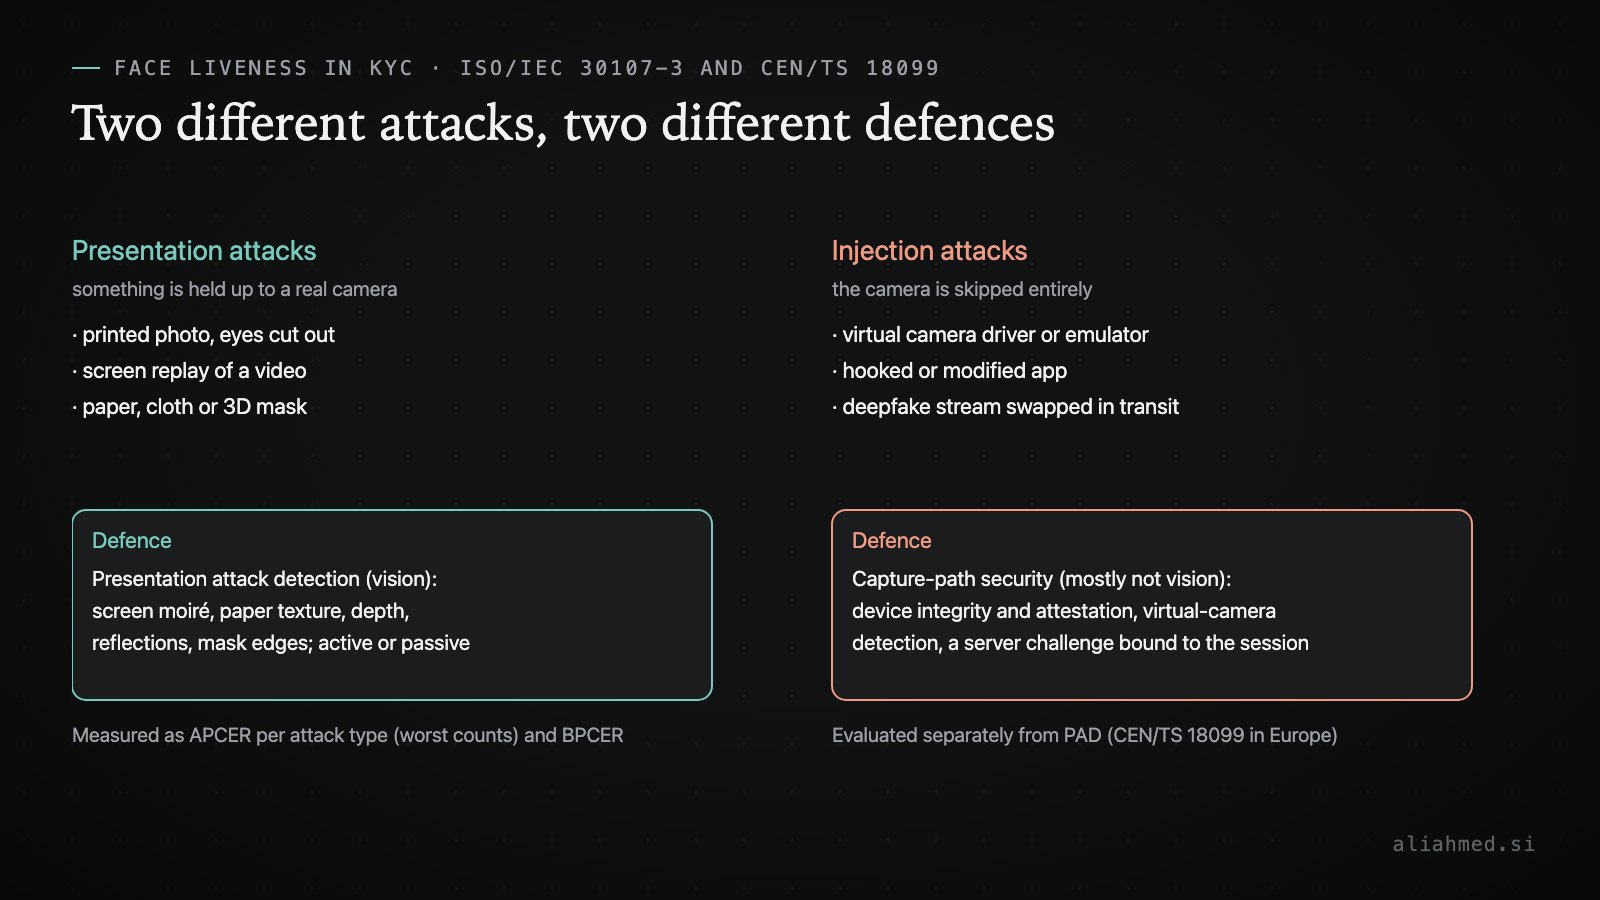 FACE LIVENESS IN KYC · ISO/IEC 30107-3 AND CEN/TS 18099
Two different attacks, two different defences
Presentation attacks
something is held up to a real camera
· printed photo, eyes cut out
· screen replay of a video
· paper, cloth or 3D mask
Defence
Presentation attack detection (vision):
screen moiré, paper texture, depth,
reflections, mask edges; active or passive
Measured as APCER per attack type (worst counts) and BPCER
Injection attacks
the camera is skipped entirely
· virtual camera driver or emulator
· hooked or modified app
· deepfake stream swapped in transit
Defence
Capture-path security (mostly not vision):
device integrity and attestation, virtual-camera
detection, a server challenge bound to the session
Evaluated separately from PAD (CEN/TS 18099 in Europe)
aliahmed.si